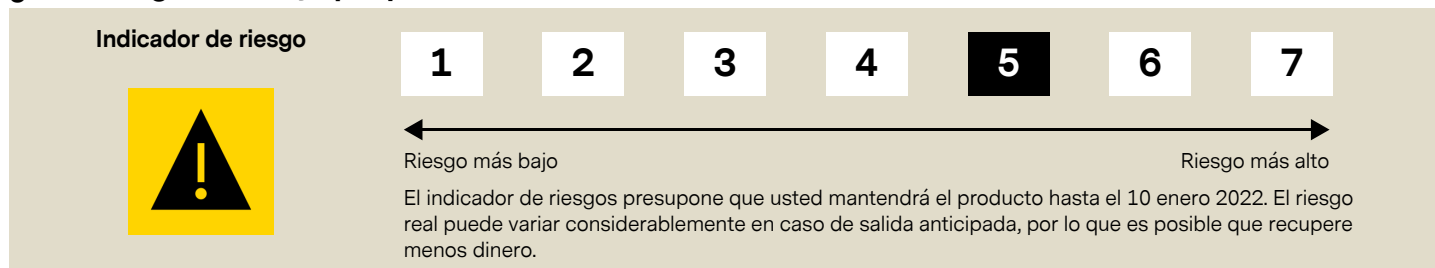 Indicador de riesgo
1 2 3 4 5 6 7
Riesgo más bajo Riesgo más alto
El indicador de riesgos presupone que usted mantendrá el producto hasta el 10 enero 2022. El riesgo
real puede variar considerablemente en caso de salida anticipada, por lo que es posible que recupere
menos dinero.